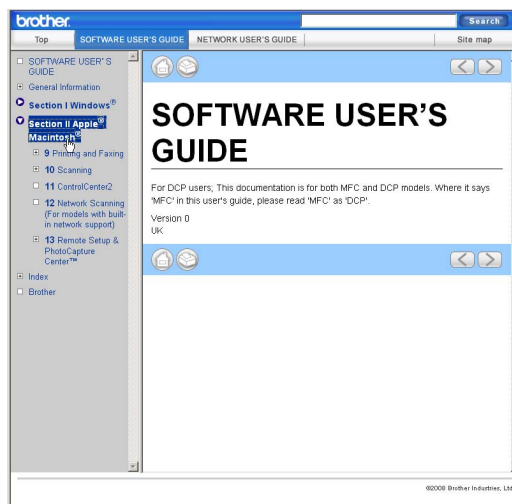 brother.
Search
Top
SOFTWARE USER'S GUIDE
NETWORK USER'S GUIDE
Site map
SOFTWARE USER' S
GUIDE
General Information
Section I Windows®
Section II Apple®
Macintosh®
9 Printing and Faxing
10 Scanning
11 ControlCenter2
12 Network Scanning
(For models with built-
in network support)
13 Remote Setup &
PhotoCapture
Center™
Index
Brother
SOFTWARE USER'S
GUIDE
For DCP users; This documentation is for both MFC and DCP models. Where it says
'MFC' in this user's guide, please read 'MFC' as 'DCP'.
Version 0
UK
©2008 Brother Industries, Ltd